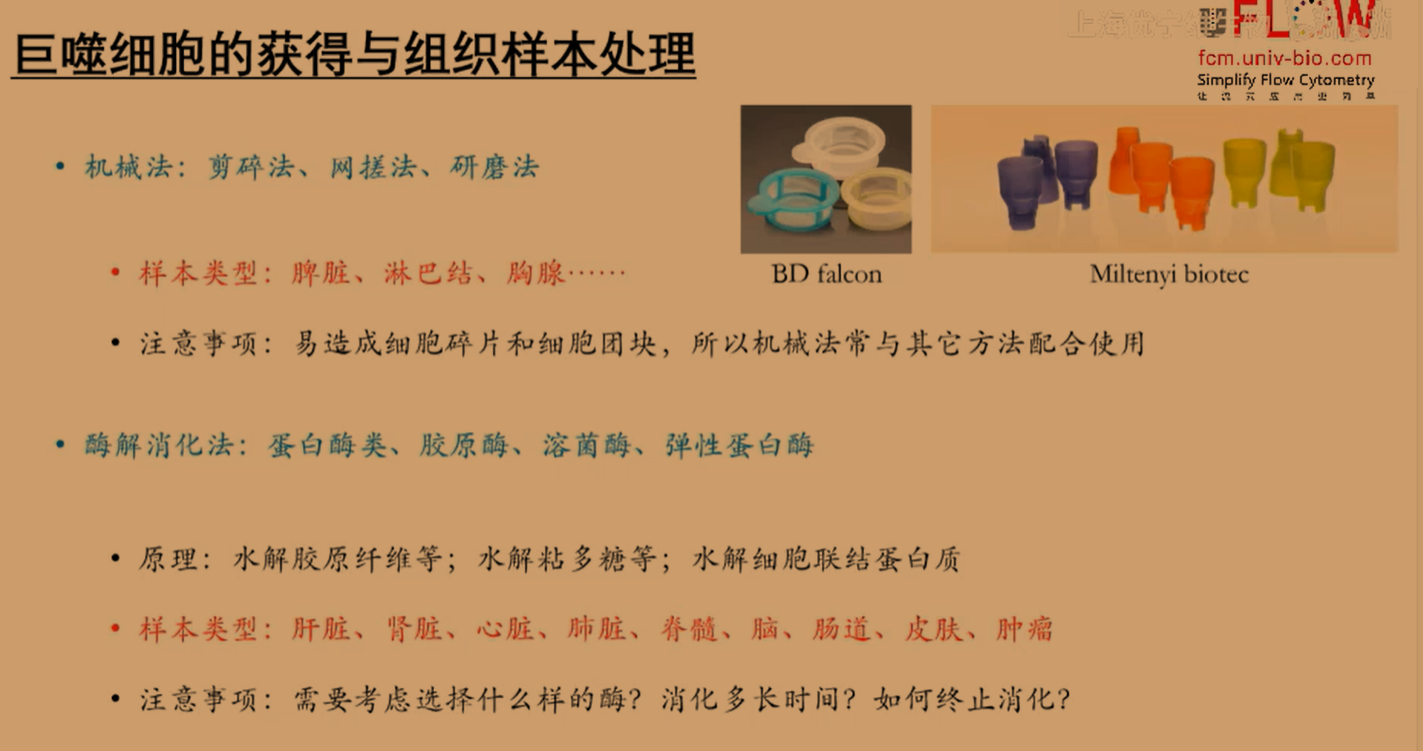 巨噬细胞的获得与组织样本处理
FLOW
fcm.univ-bio.com
Simplify Flow Cytometry
• 机械法：剪碎法、网搓法、研磨法
• 样本类型：脾脏、淋巴结、胸腺……
BD falcon
Miltenyi biotec
• 注意事项：易造成细胞碎片和细胞团块，所以机械法常与其它方法配合使用
• 酶解消化法：蛋白酶类、胶原酶、溶菌酶、弹性蛋白酶
• 原理：水解胶原纤维等；水解粘多糖等；水解细胞联结蛋白质
• 样本类型：肝脏、肾脏、心脏、肺脏、脊髓、脑、肠道、皮肤、肿瘤
• 注意事项：需要考虑选择什么样的酶？消化多长时间？如何终止消化？